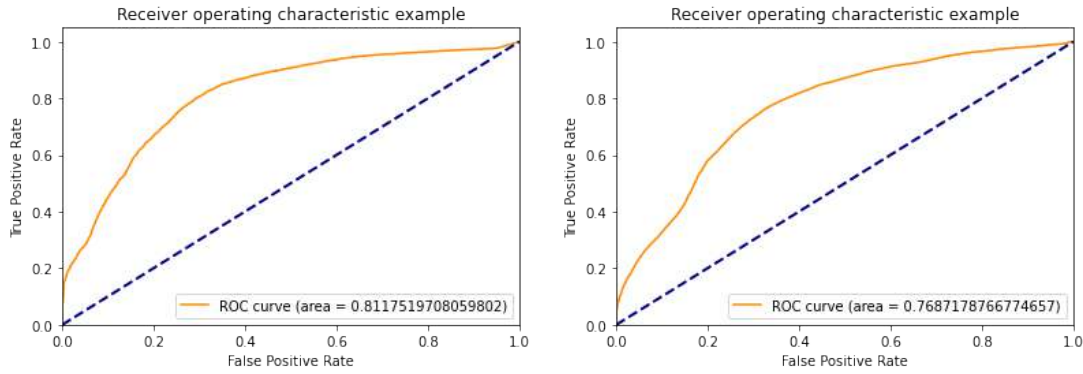 Receiver operating characteristic example
True Positive Rate
1.0
0.8
0.6
0.4
0.2
0.0
ROC curve (area = 0.8117519708059802)
0.0 0.2 0.4 0.6 0.8 1.0
False Positive Rate
Receiver operating characteristic example
True Positive Rate
1.0
0.8
0.6
0.4
0.2
0.0
ROC curve (area = 0.7687178766774657)
0.0 0.2 0.4 0.6 0.8 1.0
False Positive Rate